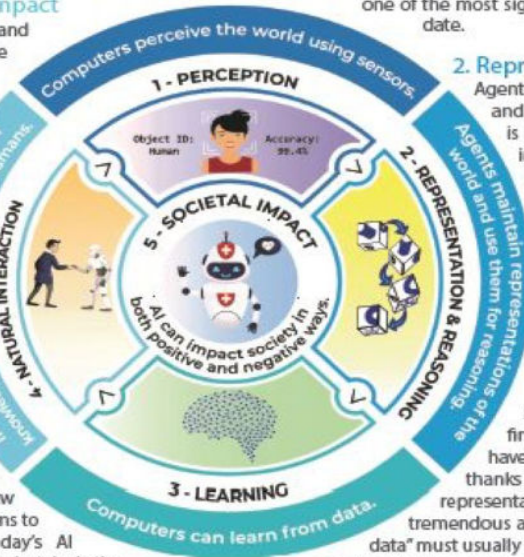 mpact
and
e
one of the most sig
date.
2. Repr
Agent
and
is
i
Computers perceive the world using sensors.
1 - PERCEPTION
Object ID:
Human
Accuracy:
99.4%
Agents maintain representations of the
world and use them for reasoning.
2 - REPRESENTATION & REASONING
5 - SOCIETAL IMPACT
AI can impact society in
both positive and negative ways.
umans.
4 - NATURAL INTERACTION
knowle
3 - LEARNING
Computers can learn from data.
w
ns to
day's AI
fin
have
thanks
representa
tremendous a
data" must usually